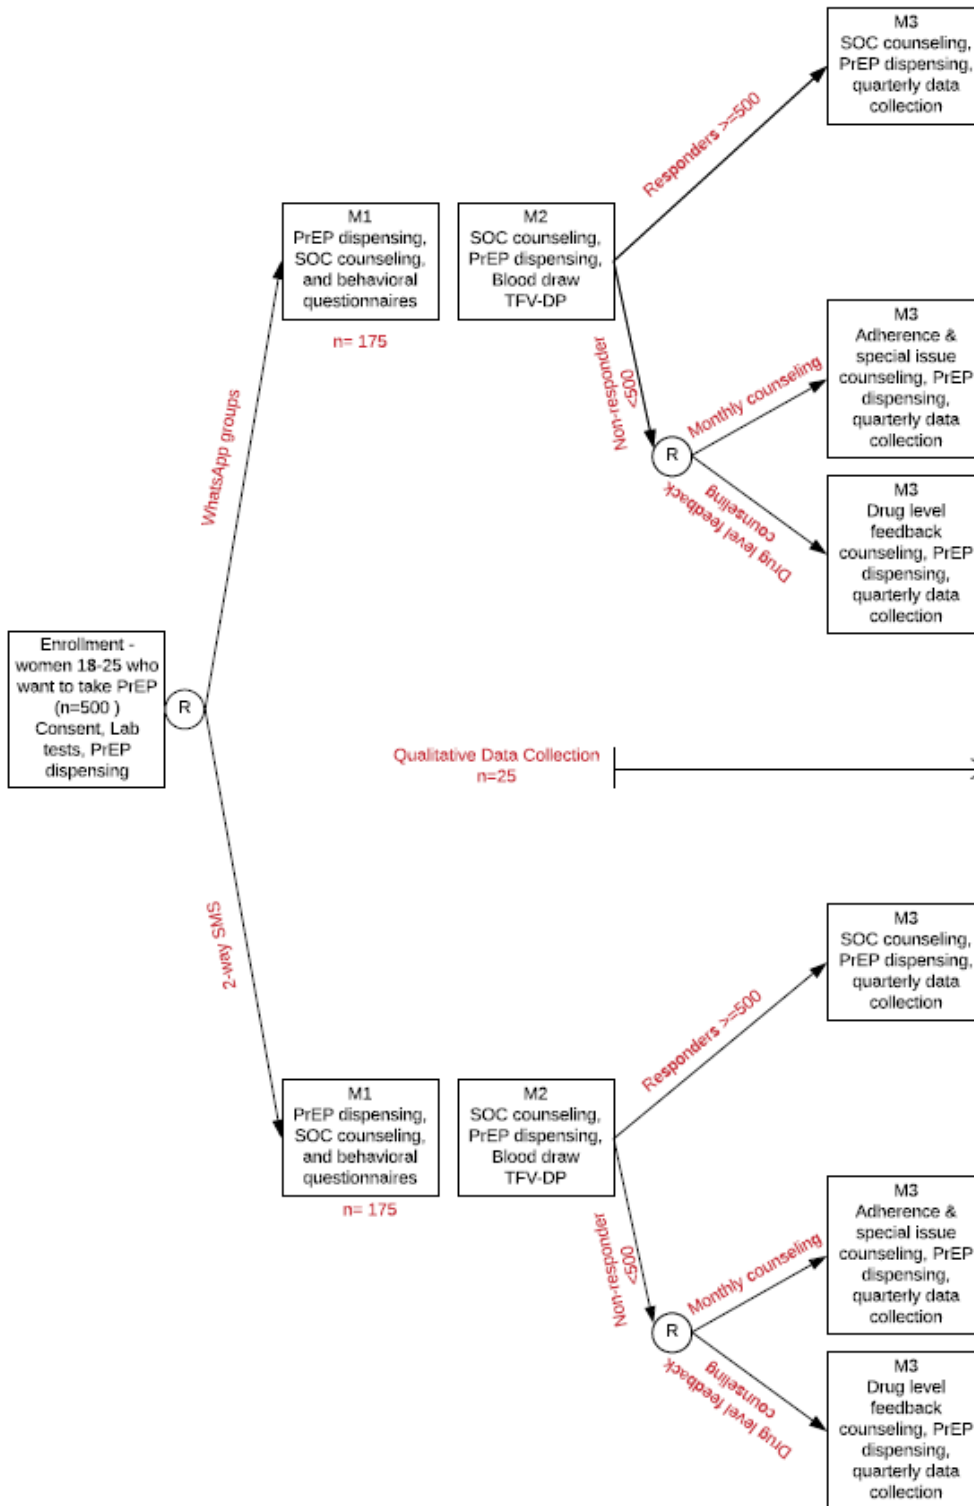 M3
SOC counseling,
PrEP dispensing,
quarterly data
collection
Responders >=500
M1
PrEP dispensing,
SOC counseling,
and behavioral
questionnaires
n= 175
M2
SOC counseling,
PrEP dispensing,
Blood draw
TFV-DP
Non-responder
<500
R
Monthly counseling
M3
Adherence &
special issue
counseling, PrEP
dispensing,
quarterly data
collection
Drug level feedback
counseling
M3
Drug level
feedback
counseling, PrEP
dispensing,
quarterly data
collection
WhatsApp groups
Enrollment -
women 18-25 who
want to take PrEP
(n=500 )
Consent, Lab
tests, PrEP
dispensing
R
Qualitative Data Collection
n=25
2-way SMS
M3
SOC counseling,
PrEP dispensing,
quarterly data
collection
Responders >=500
M1
PrEP dispensing,
SOC counseling,
and behavioral
questionnaires
n= 175
M2
SOC counseling,
PrEP dispensing,
Blood draw
TFV-DP
Non-responder
<500
R
Monthly counseling
M3
Adherence &
special issue
counseling, PrEP
dispensing,
quarterly data
collection
Drug level feedback
counseling
M3
Drug level
feedback
counseling, PrEP
dispensing,
quarterly data
collection